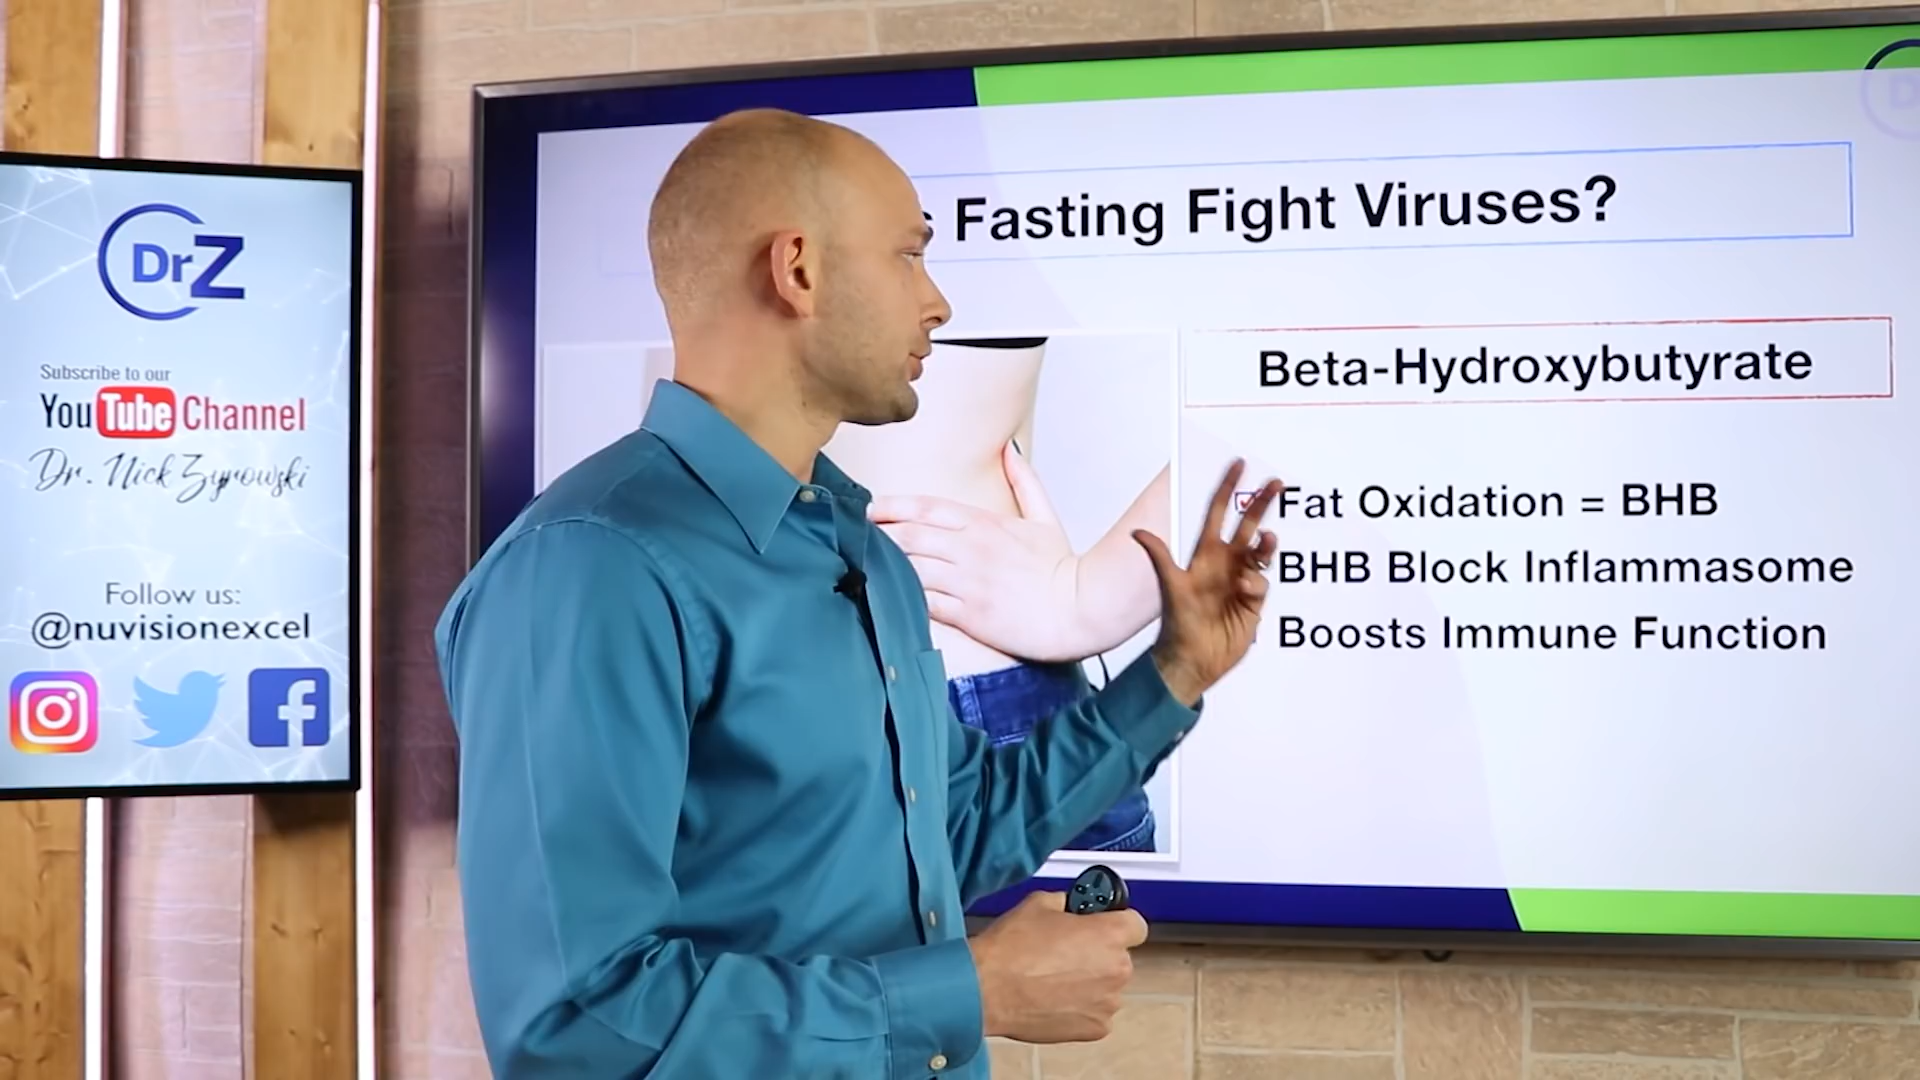 DrZ
Subscribe to our
YouTube Channel
Dr. Nick Zyrowski
Follow us:
@nuvisionexcel
Fasting Fight Viruses?
Beta-Hydroxybutyrate
Fat Oxidation = BHB
BHB Block Inflammasome
Boosts Immune Function